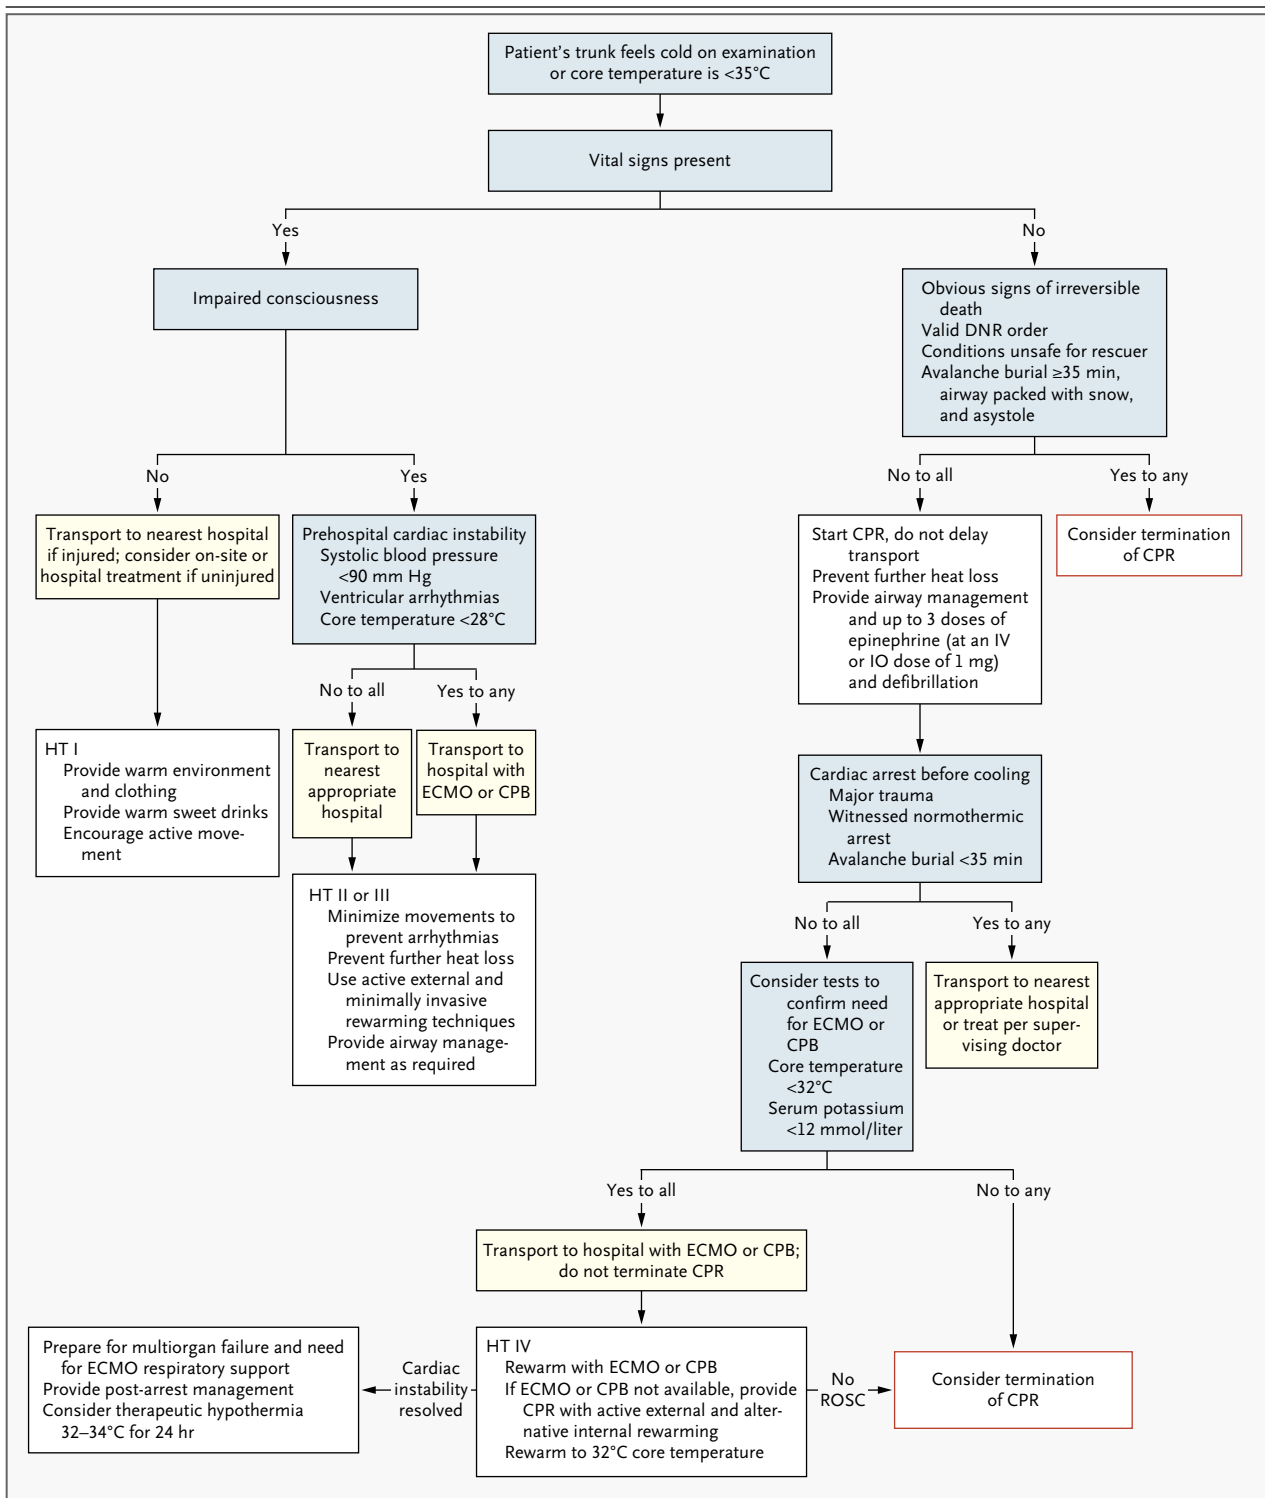 Patient's trunk feels cold on examination
or core temperature is <35°C
Vital signs present
Yes
No
Impaired consciousness
Obvious signs of irreversible
death
Valid DNR order
Conditions unsafe for rescuer
Avalanche burial ≥35 min,
airway packed with snow,
and asystole
No
Yes
No to all
Yes to any
Transport to nearest hospital
if injured; consider on-site or
hospital treatment if uninjured
Prehospital cardiac instability
Systolic blood pressure
<90 mm Hg
Ventricular arrhythmias
Core temperature <28°C
Start CPR, do not delay
transport
Prevent further heat loss
Provide airway management
and up to 3 doses of
epinephrine (at an IV
or IO dose of 1 mg)
and defibrillation
Consider termination
of CPR
No to all
Yes to any
HT I
Provide warm environment
and clothing
Provide warm sweet drinks
Encourage active move-
ment
Transport to
nearest
appropriate
hospital
Transport to
hospital with
ECMO or CPB
Cardiac arrest before cooling
Major trauma
Witnessed normothermic
arrest
Avalanche burial <35 min
HT II or III
Minimize movements to
prevent arrhythmias
Prevent further heat loss
Use active external and
minimally invasive
rewarming techniques
Provide airway manage-
ment as required
No to all
Yes to any
Consider tests to
confirm need
for ECMO or
CPB
Core temperature
<32°C
Serum potassium
<12 mmol/liter
Transport to nearest
appropriate hospital
or treat per super-
vising doctor
Yes to all
No to any
Transport to hospital with ECMO or CPB;
do not terminate CPR
Prepare for multiorgan failure and need
for ECMO respiratory support
Provide post-arrest management
Consider therapeutic hypothermia
32–34°C for 24 hr
Cardiac
instability
resolved
HT IV
Rewarm with ECMO or CPB
If ECMO or CPB not available, provide
CPR with active external and alter-
native internal rewarming
Rewarm to 32°C core temperature
No
ROSC
Consider termination
of CPR